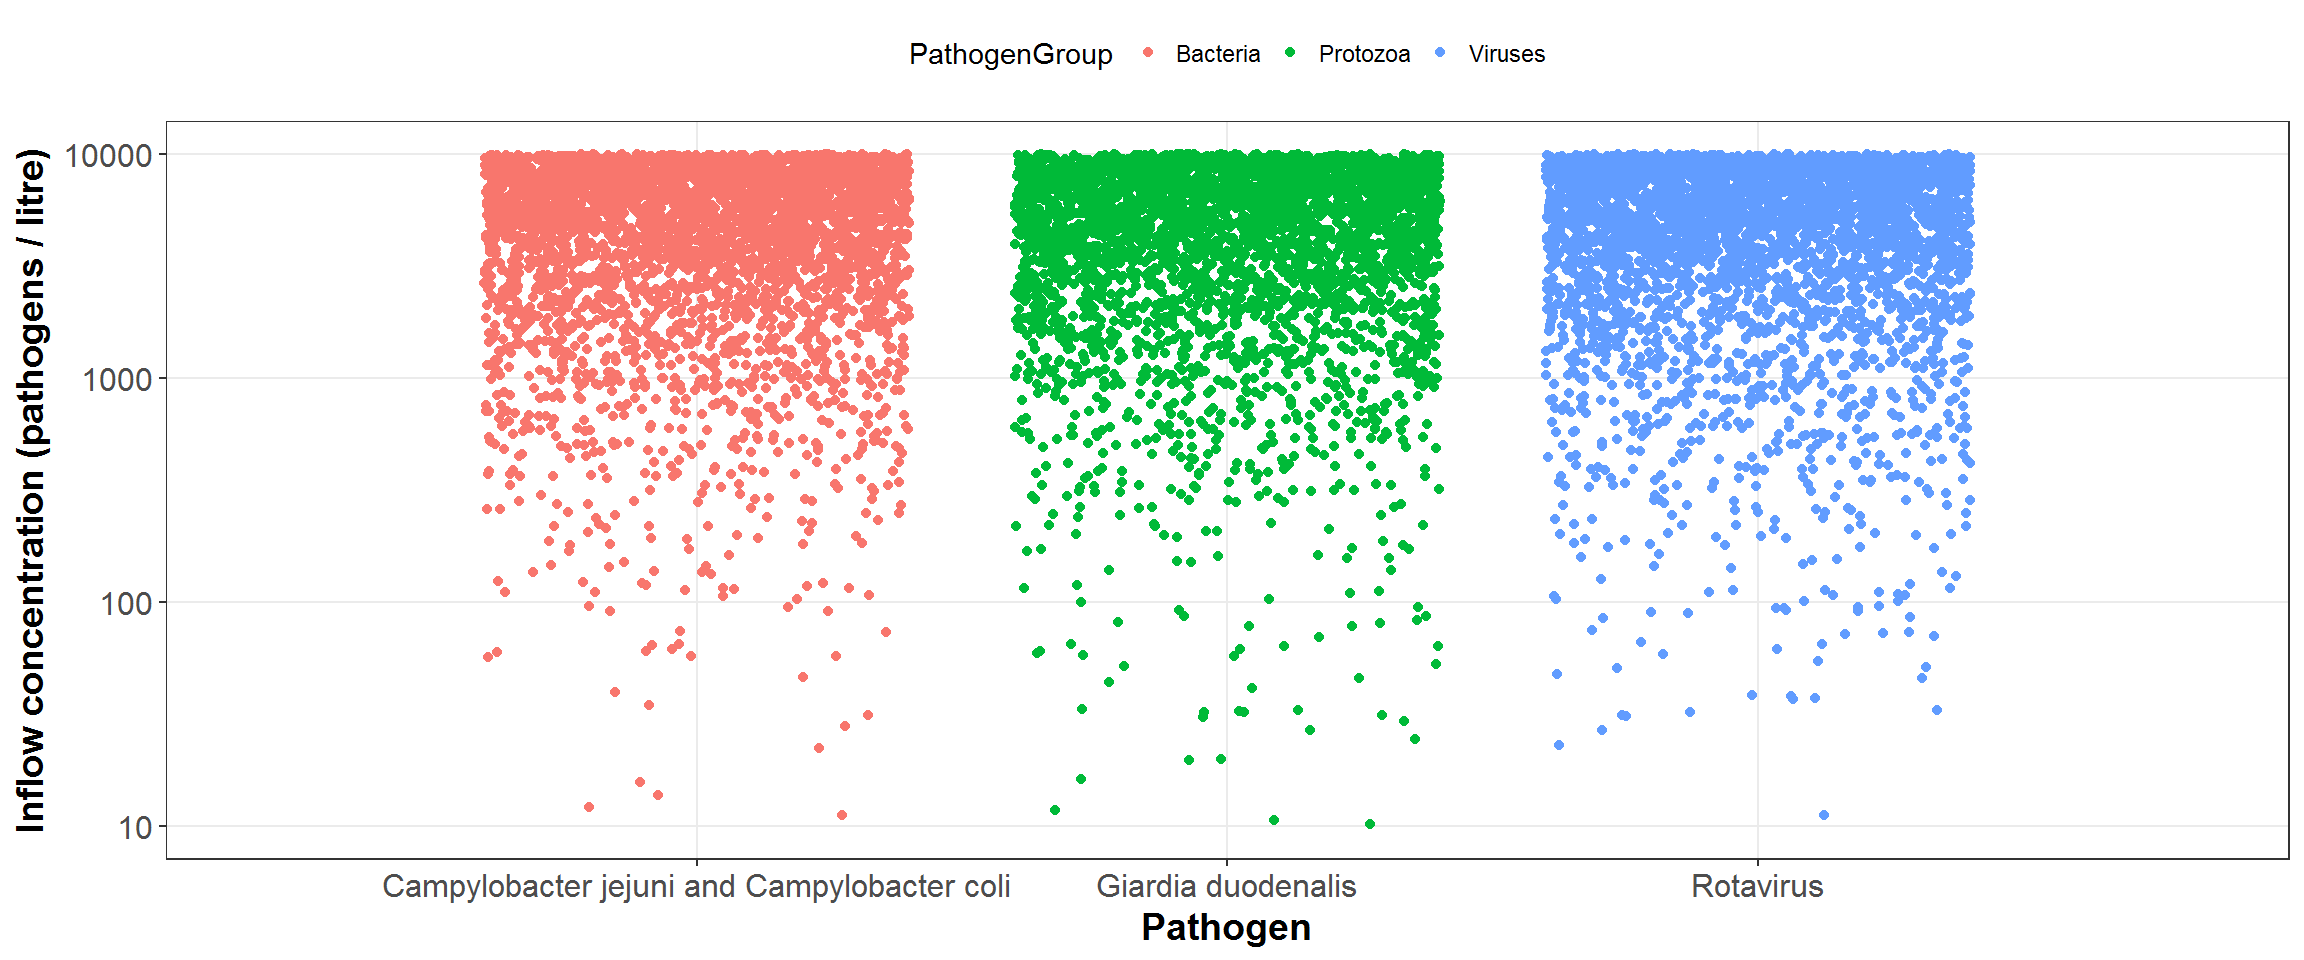 PathogenGroup Bacteria Protozoa Viruses
Inflow concentration (pathogens / litre)
10000
1000
100
10
Campylobacter jejuni and Campylobacter coli Giardia duodenalis Rotavirus
Pathogen